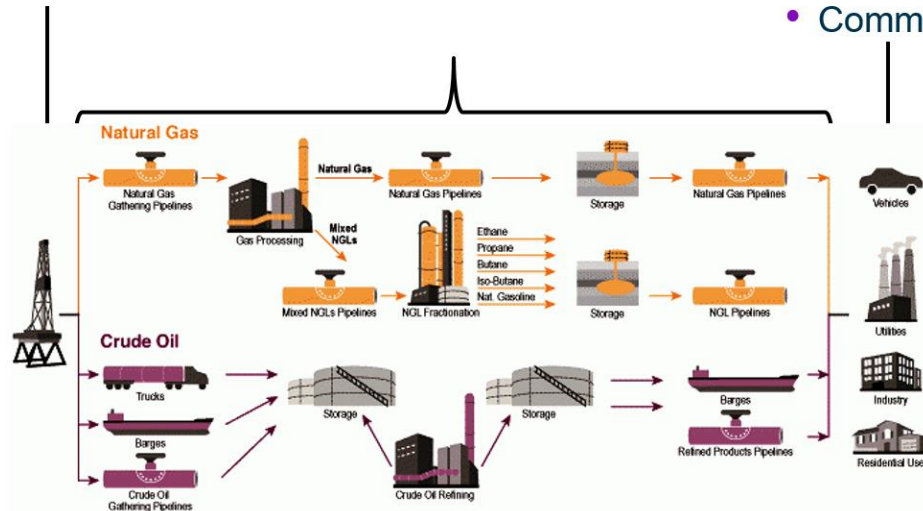 • Comm
Natural Gas
Natural Gas
Gathering Pipelines
Gas Processing
Natural Gas
Mixed
NGLs
Natural Gas Pipelines
Storage
Natural Gas Pipelines
Vehicles
Mixed NGLs Pipelines
NGL Fractionation
Ethane
Propane
Butane
Iso-Butane
Nat. Gasoline
Storage
NGL Pipelines
Utilities
Crude Oil
Trucks
Storage
Storage
Barges
Industry
Barges
Refined Products Pipelines
Residential Use
Crude Oil
Gathering Pipelines
Crude Oil Refining